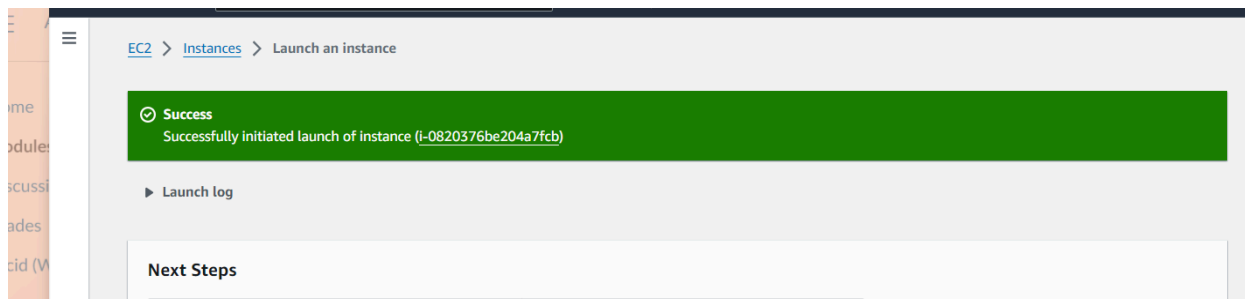 EC2 > Instances > Launch an instance
Success
Successfully initiated launch of instance (i-0820376be204a7fcb)
Launch log
Next Steps